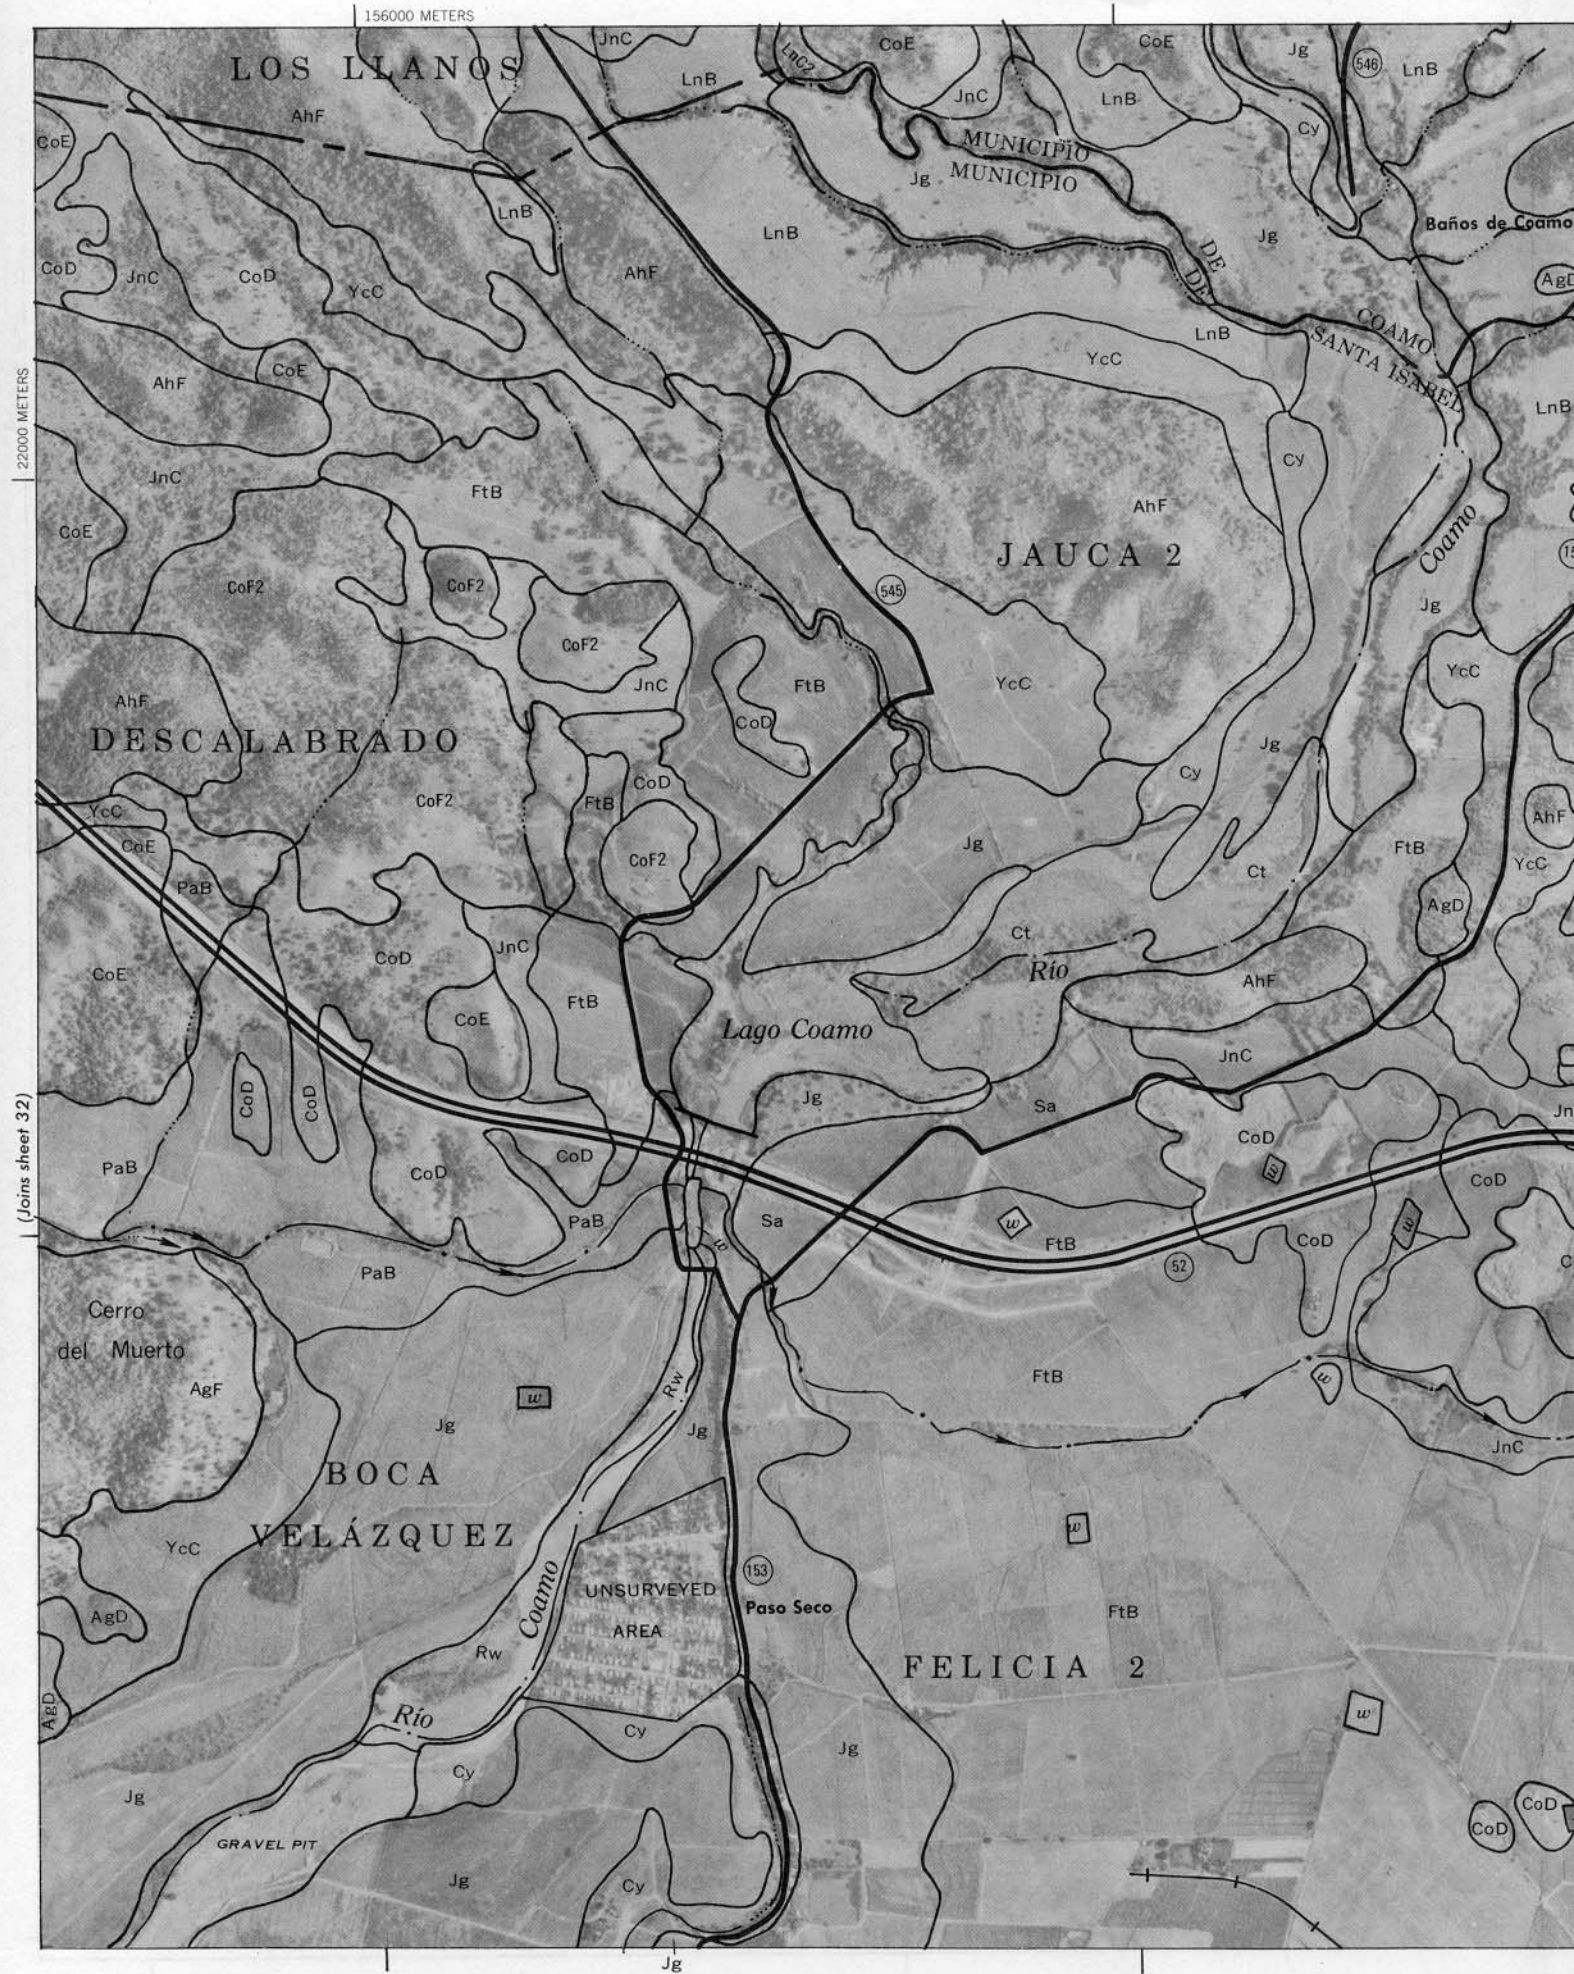 156000 METERS
LOS LLANOS
JnC
LnC2
CoE
CoE
Jg
546
LnB
LnB
JnC
LnB
AhF
CoE
Cy
MUNICIPIO
MUNICIPIO
Jg
LnB
LnB
Jg
Baños de Coamo
DE
DE
CoD
JnC
CoD
YcC
AhF
COAMO
SANTA ISABEL
LnB
YcC
22000 METERS
AhF
CoE
LnB
JnC
FtB
Cy
AhF
CoE
JAUCA 2
Coamo
CoF2
CoF2
545
Jg
CoF2
JnC
FtB
YcC
YcC
AhF
CoD
DESCALABRADO
Jg
Cy
CoD
FtB
CoF2
YcC
CoE
AhF
Jg
FtB
CoF2
YcC
PaB
Ct
AgD
CoD
JnC
Ct
CoE
Río
AhF
FtB
CoE
Lago Coamo
JnC
CoD
CoD
Jg
Sa
CoD
(Joins sheet 32)
PaB
CoD
CoD
w
CoD
PaB
Sa
w
FtB
w
CoD
w
52
PaB
Cerro
del Muerto
AgF
FtB
w
w
Rw
Jg
Jg
JnC
BOCA
VELÁZQUEZ
w
YcC
Coamo
UNSURVEYED
AREA
153
Paso Seco
AgD
FtB
Rw
FELICIA 2
AgD
Río
w
Cy
Jg
Cy
Jg
CoD
CoD
GRAVEL PIT
Jg
Cy
Jg